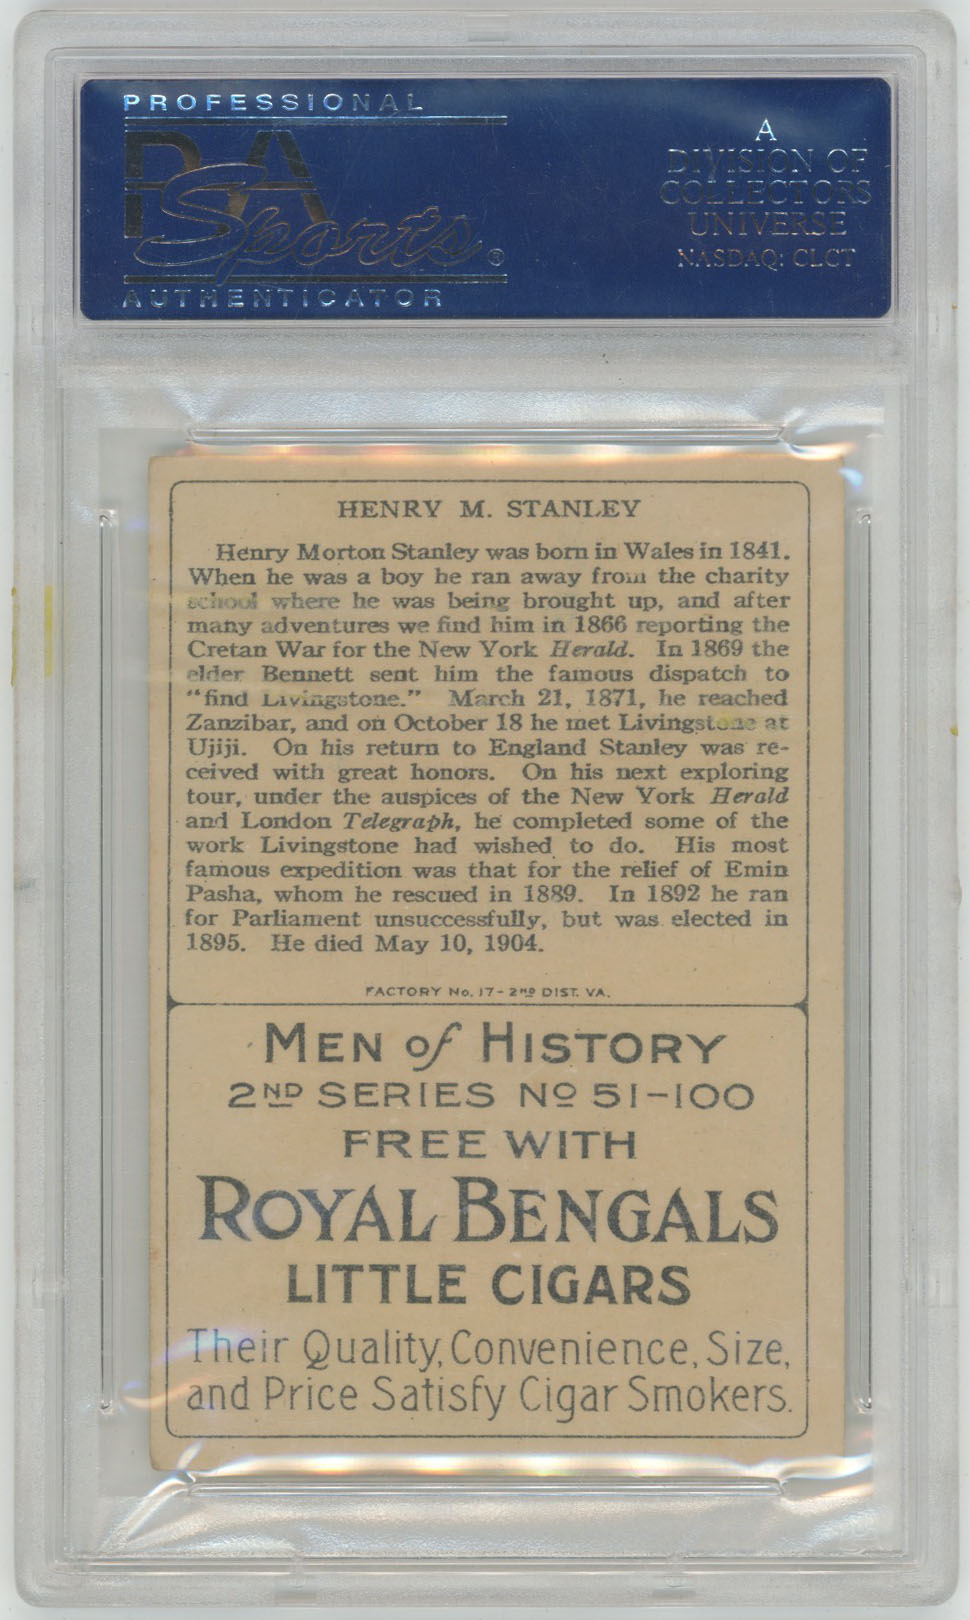 PROFESSIONAL
PSA
Sports®
AUTHENTICATOR
A
DIVISION OF
COLLECTORS
UNIVERSE
NASDAQ: CLCT
HENRY M. STANLEY
Henry Morton Stanley was born in Wales in 1841.
When he was a boy he ran away from the charity
school where he was being brought up, and after
many adventures we find him in 1866 reporting the
Cretan War for the New York Herald. In 1869 the
elder Bennett sent him the famous dispatch to
"find Livingstone." March 21, 1871, he reached
Zanzibar, and on October 18 he met Livingstone at
Ujiji. On his return to England Stanley was re-
ceived with great honors. On his next exploring
tour, under the auspices of the New York Herald
and London Telegraph, he completed some of the
work Livingstone had wished to do. His most
famous expedition was that for the relief of Emin
Pasha, whom he rescued in 1889. In 1892 he ran
for Parliament unsuccessfully, but was elected in
1895. He died May 10, 1904.
FACTORY No. 17-2ND DIST. VA.
MEN of HISTORY
2ND SERIES No 51-100
FREE WITH
ROYAL BENGALS
LITTLE CIGARS
Their Quality, Convenience, Size,
and Price Satisfy Cigar Smokers.